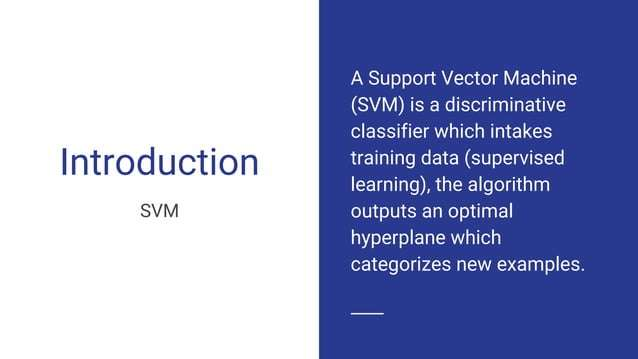 Introduction
SVM
A Support Vector Machine
(SVM) is a discriminative
classifier which intakes
training data (supervised
learning), the algorithm
outputs an optimal
hyperplane which
categorizes new examples.